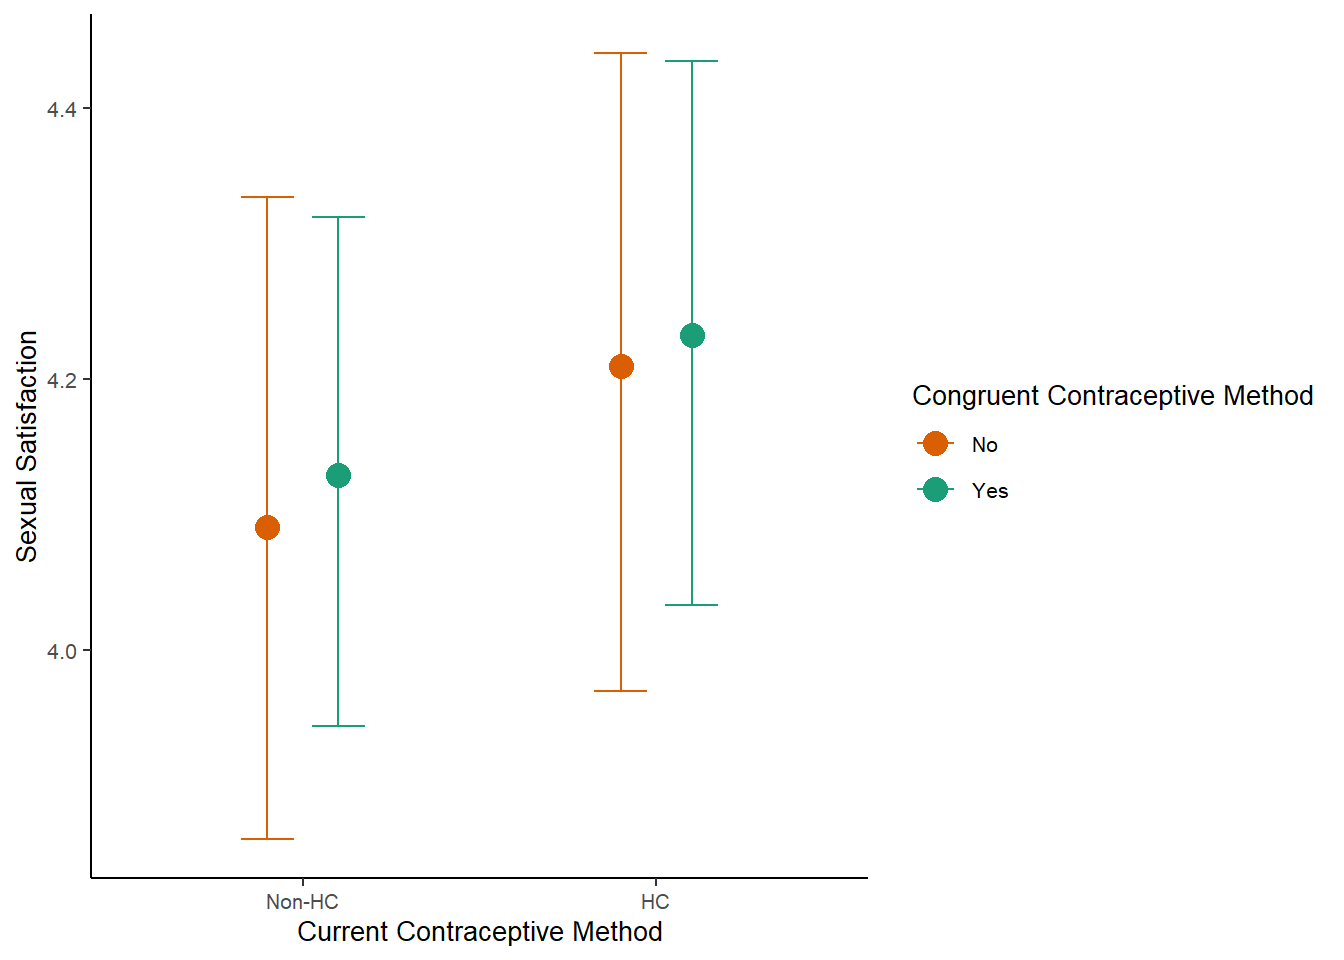 4.4
4.2
4.0
Sexual Satisfaction
Non-HC
HC
Current Contraceptive Method
Congruent Contraceptive Method
No
Yes